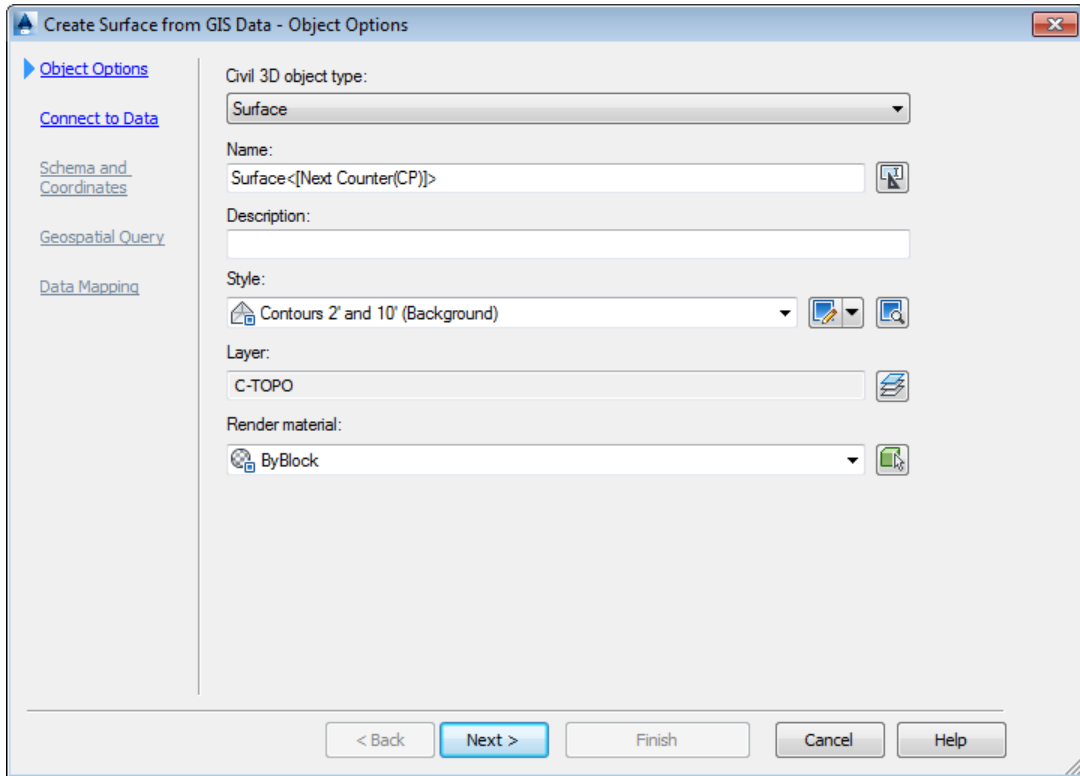 Create Surface from GIS Data - Object Options
Object Options
Connect to Data
Schema and
Coordinates
Geospatial Query
Data Mapping
Civil 3D object type:
Surface
Name:
Surface<[Next Counter(CP)]>
Description:
Style:
Contours 2' and 10' (Background)
Layer:
C-TOPO
Render material:
ByBlock
< Back
Next >
Finish
Cancel
Help